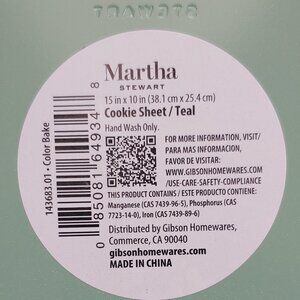 STEWART
Martha
STEWART
15 in x 10 in (38.1 cm x 25.4 cm)
Cookie Sheet / Teal
Hand Wash Only.
143683.01 • Color Bake
0 85081 64934 8
FOR MORE INFORMATION, VISIT/
PARA MAS INFORMACION,
FAVOR DE VISITAR:
WWW.GIBSONHOMEWARES.COM
/USE-CARE-SAFETY-COMPLIANCE
THIS PRODUCT CONTAINS / ESTE PRODUCTO CONTIENE:
Manganese (CAS 7439-96-5), Phosphorus (CAS
7723-14-0), Iron (CAS 7439-89-6)
Distributed by Gibson Homewares,
Commerce, CA 90040
gibsonhomewares.com
MADE IN CHINA